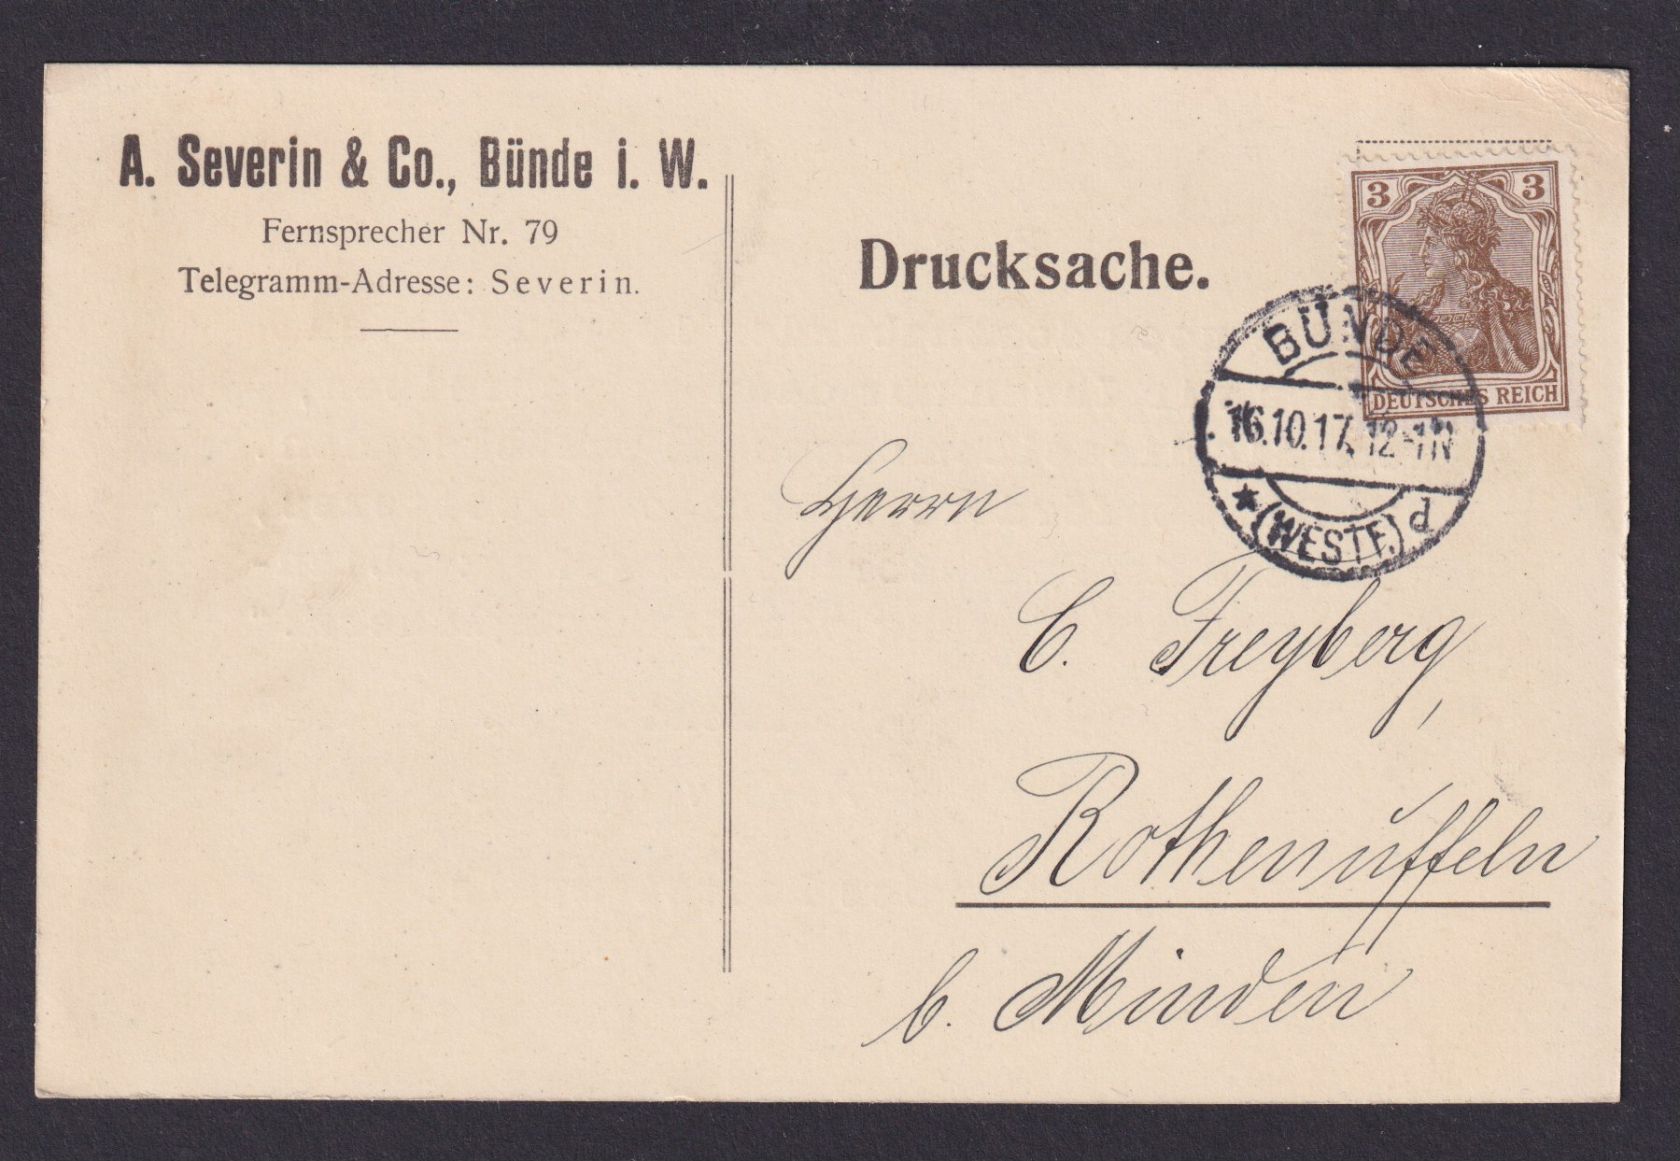 A. Severin & Co., Bünde i. W.
Fernsprecher Nr. 79
Telegramm-Adresse: Severin.
Drucksache.
3 3
DEUTSCHES REICH
BÜNDE
16.10.17. 12-1N
* (WESTF.) d
Herrn
C. Freyberg,
Rothenuffeln
b. Minden